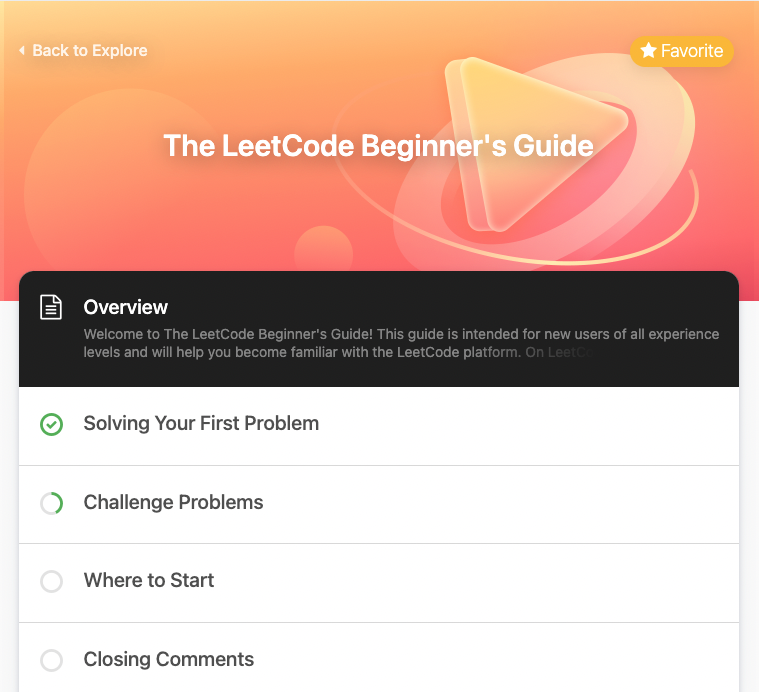 Back to Explore
Favorite
The LeetCode Beginner's Guide
Overview
Welcome to The LeetCode Beginner's Guide! This guide is intended for new users of all experience
levels and will help you become familiar with the LeetCode platform. On LeetC
Solving Your First Problem
Challenge Problems
Where to Start
Closing Comments